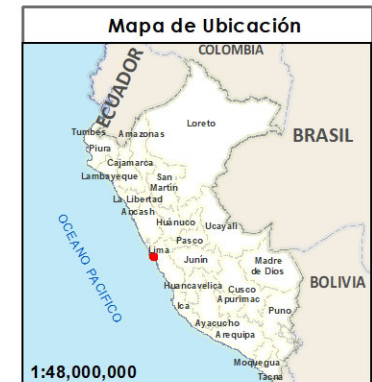 Mapa de Ubicación
COLOMBIA
ECUADOR
Loreto
BRASIL
Tumbes
Amazonas
Piura
Cajamarca
Lambayeque
San
Martín
La Libertad
Ancash
Huánuco
Ucayali
OCEANO PACIFICO
Pasco
Lima
Junín
Madre
de Dios
BOLIVIA
Huancavelica
Cusco
Apurimac
Ica
Puno
Ayacucho
Arequipa
Moquegua
Tacna
1:48,000,000